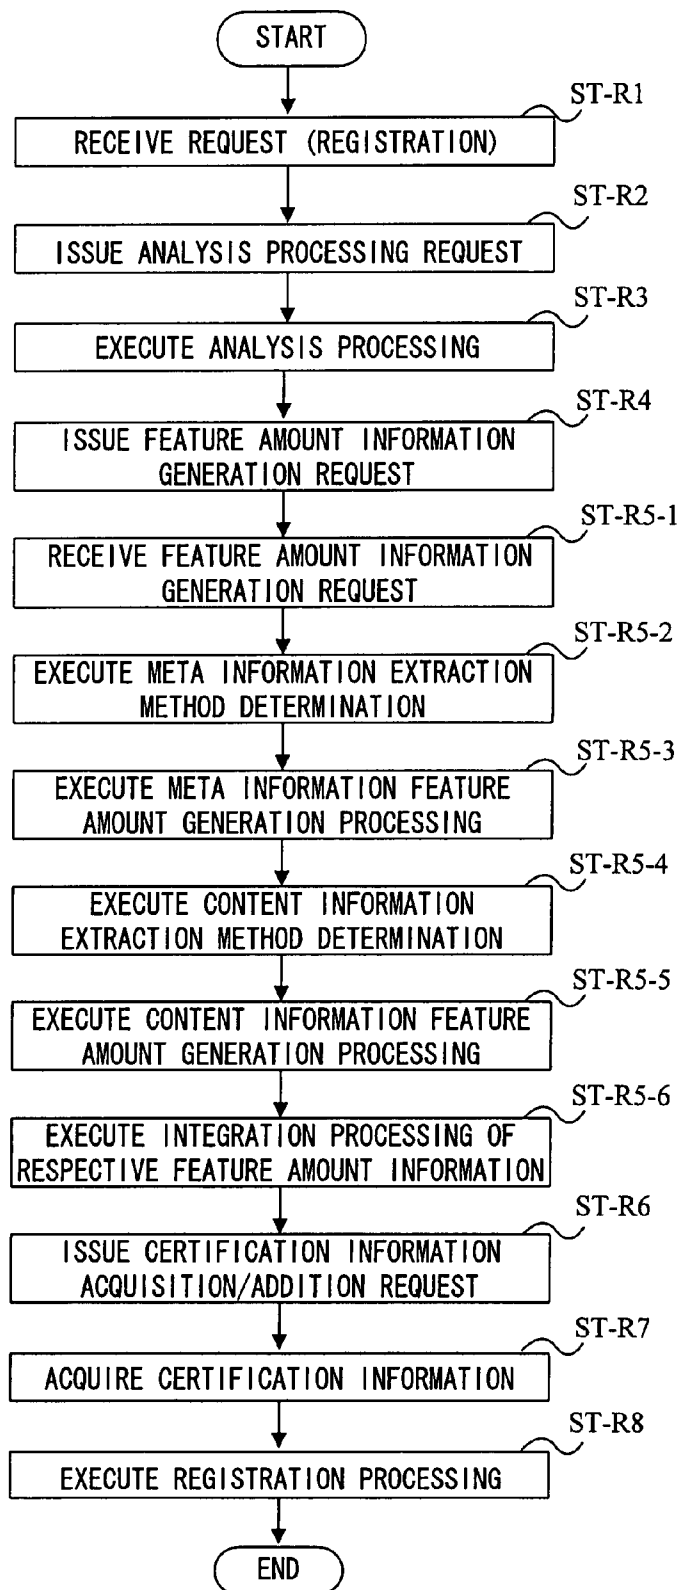 START
ST-R1
RECEIVE REQUEST (REGISTRATION)
ST-R2
ISSUE ANALYSIS PROCESSING REQUEST
ST-R3
EXECUTE ANALYSIS PROCESSING
ST-R4
ISSUE FEATURE AMOUNT INFORMATION
GENERATION REQUEST
ST-R5-1
RECEIVE FEATURE AMOUNT INFORMATION
GENERATION REQUEST
ST-R5-2
EXECUTE META INFORMATION EXTRACTION
METHOD DETERMINATION
ST-R5-3
EXECUTE META INFORMATION FEATURE
AMOUNT GENERATION PROCESSING
ST-R5-4
EXECUTE CONTENT INFORMATION
EXTRACTION METHOD DETERMINATION
ST-R5-5
EXECUTE CONTENT INFORMATION FEATURE
AMOUNT GENERATION PROCESSING
ST-R5-6
EXECUTE INTEGRATION PROCESSING OF
RESPECTIVE FEATURE AMOUNT INFORMATION
ST-R6
ISSUE CERTIFICATION INFORMATION
ACQUISITION/ADDITION REQUEST
ST-R7
ACQUIRE CERTIFICATION INFORMATION
ST-R8
EXECUTE REGISTRATION PROCESSING
END